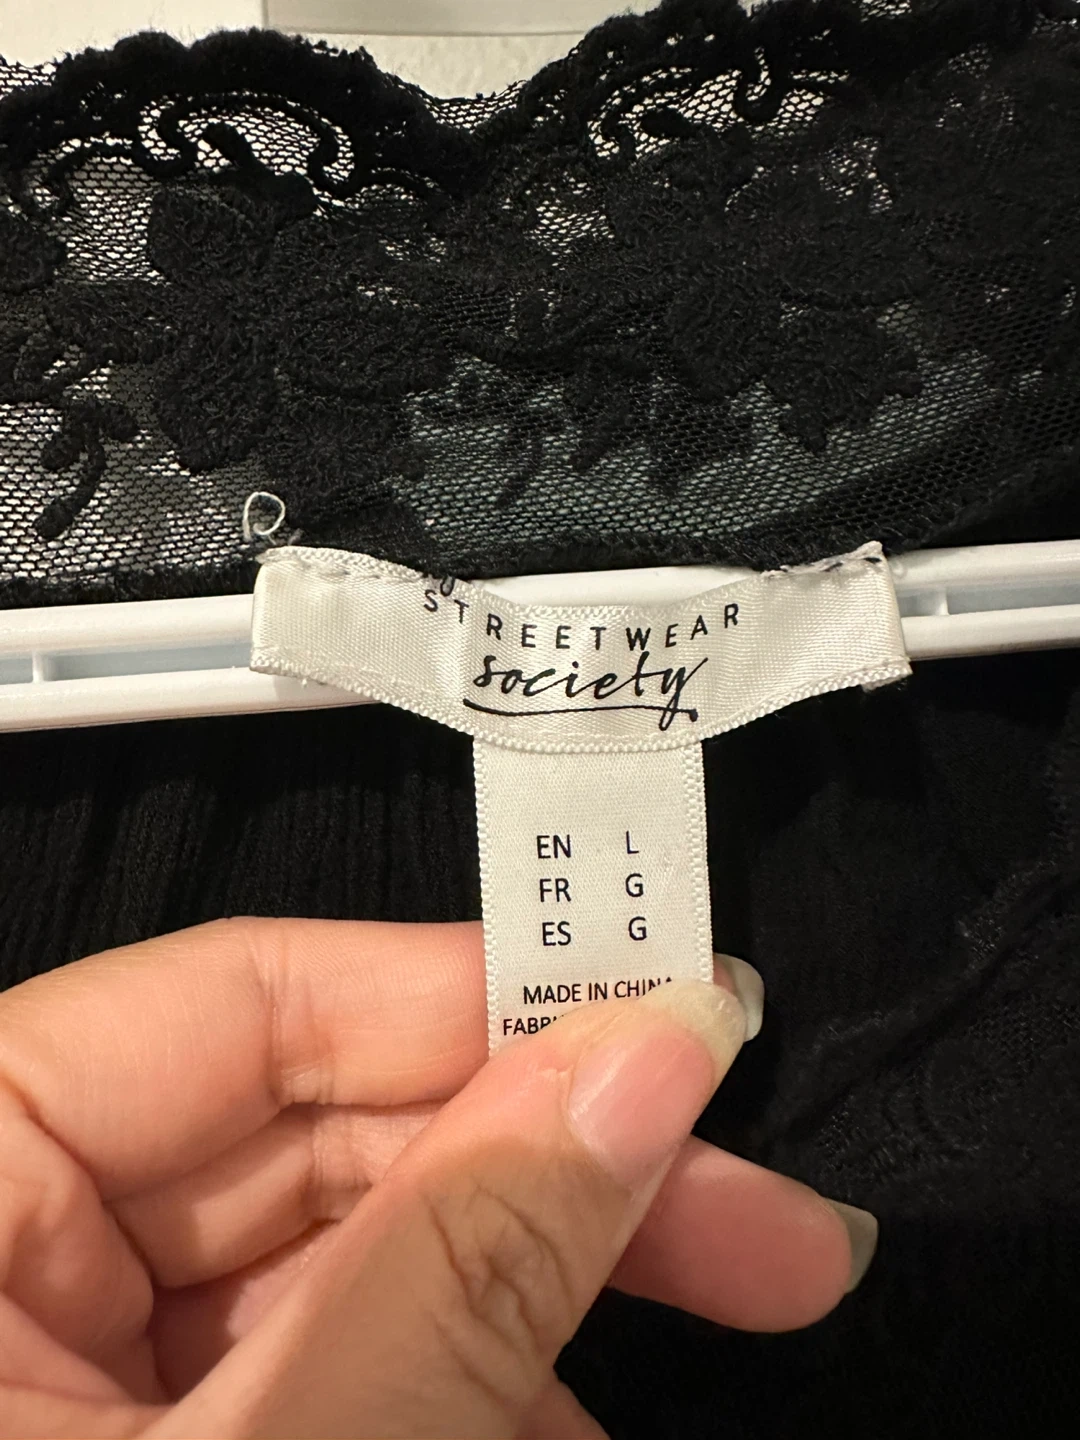 STREETWEAR
society
EN L
FR G
ES G
MADE IN CHINA